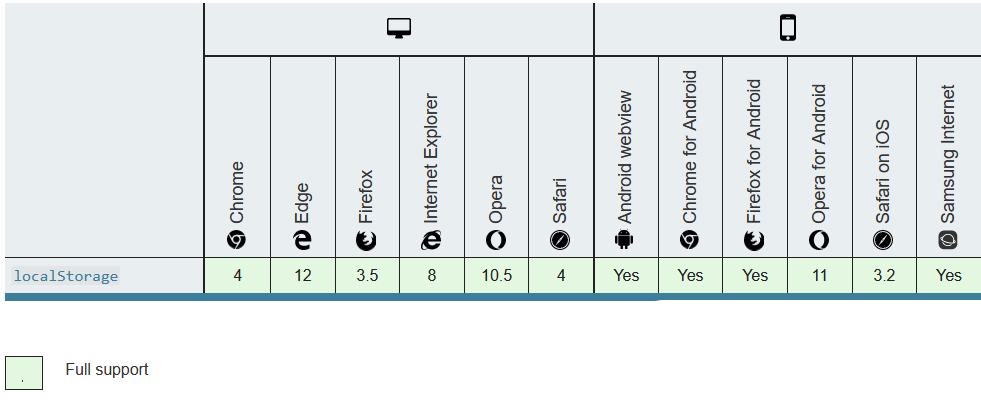 Chrome
Edge
Firefox
Internet Explorer
Opera
Safari
Android webview
Chrome for Android
Firefox for Android
Opera for Android
Safari on iOS
Samsung Internet
localStorage 4 12 3.5 8 10.5 4 Yes Yes Yes 11 3.2 Yes
. Full support